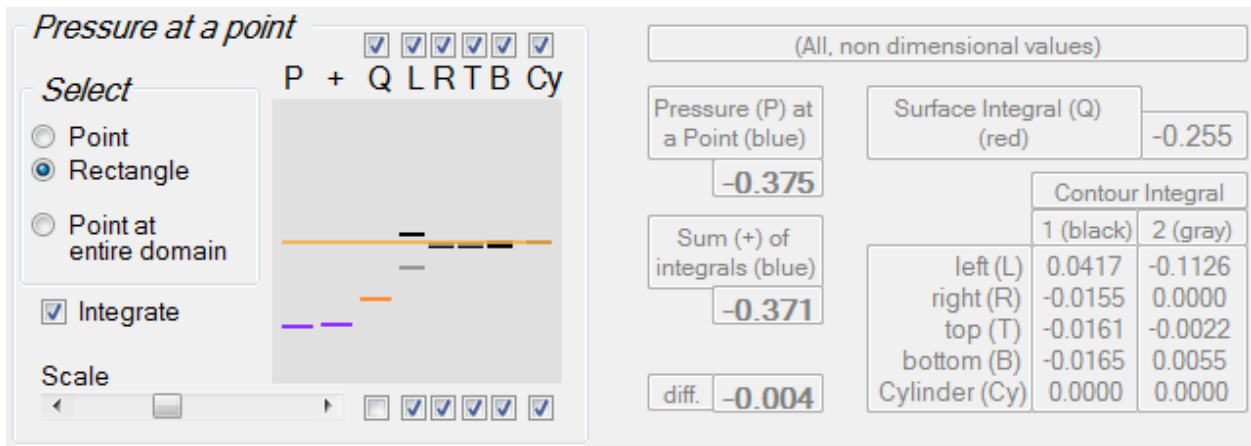 Pressure at a point
P + Q L R T B Cy
Select
Point
Rectangle
Point at
entire domain
Integrate
Scale
(All, non dimensional values)
Pressure (P) at
a Point (blue)
-0.375
Surface Integral (Q)
(red)
-0.255
Sum (+) of
integrals (blue)
-0.371
diff. -0.004
Contour Integral
1 (black) 2 (gray)
left (L) 0.0417 -0.1126
right (R) -0.0155 0.0000
top (T) -0.0161 -0.0022
bottom (B) -0.0165 0.0055
Cylinder (Cy) 0.0000 0.0000